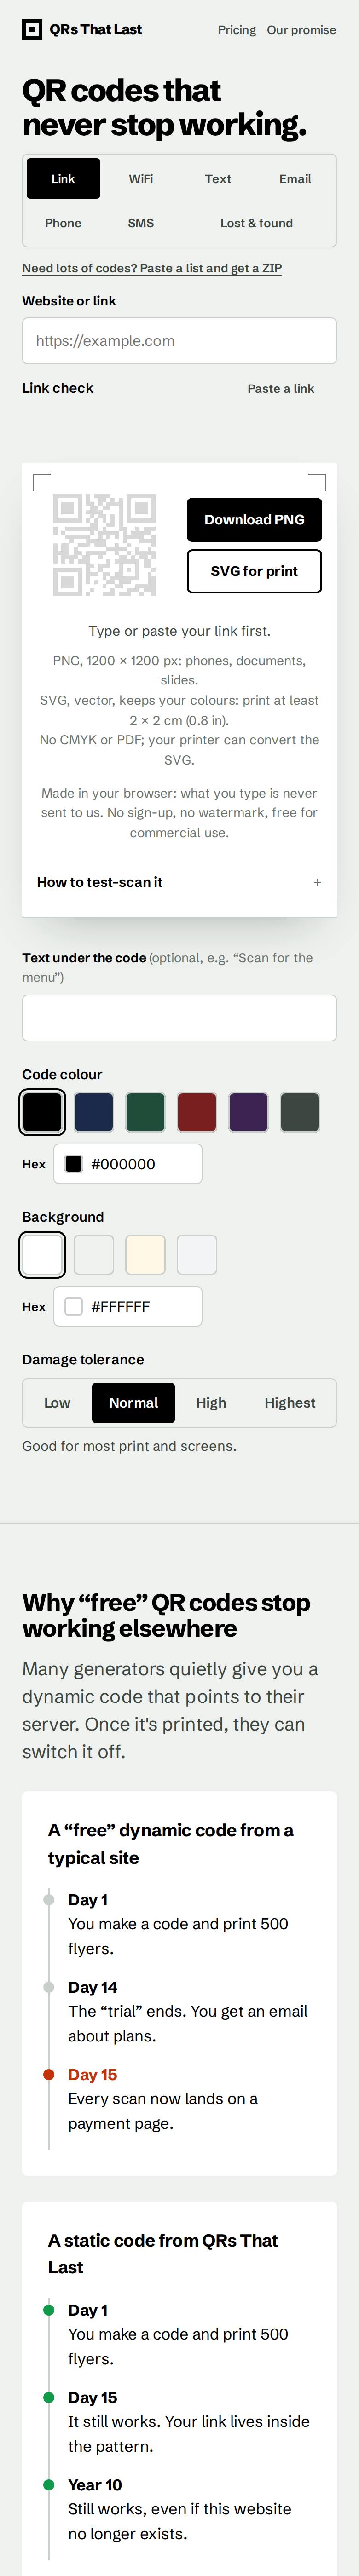 QRs That Last
Pricing Our promise
QR codes that
never stop working.
Link WiFi Text Email
Phone SMS Lost & found
Need lots of codes? Paste a list and get a ZIP
Website or link
https://example.com
Link check Paste a link
Download PNG
SVG for print
Type or paste your link first.
PNG, 1200 × 1200 px: phones, documents,
slides.
SVG, vector, keeps your colours: print at least
2 × 2 cm (0.8 in).
No CMYK or PDF; your printer can convert the
SVG.
Made in your browser: what you type is never
sent to us. No sign-up, no watermark, free for
commercial use.
How to test-scan it +
Text under the code (optional, e.g. “Scan for the
menu”)
Code colour
Hex #000000
Background
Hex #FFFFFF
Damage tolerance
Low Normal High Highest
Good for most print and screens.
Why “free” QR codes stop
working elsewhere
Many generators quietly give you a
dynamic code that points to their
server. Once it's printed, they can
switch it off.
A “free” dynamic code from a
typical site
Day 1
You make a code and print 500
flyers.
Day 14
The “trial” ends. You get an email
about plans.
Day 15
Every scan now lands on a
payment page.
A static code from QRs That
Last
Day 1
You make a code and print 500
flyers.
Day 15
It still works. Your link lives inside
the pattern.
Year 10
Still works, even if this website
no longer exists.